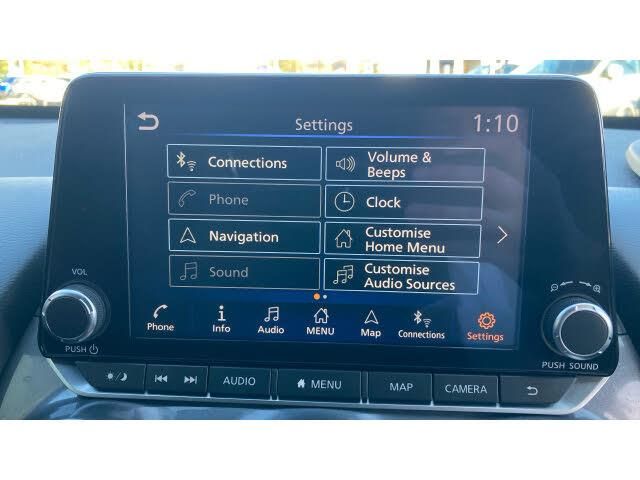 Settings
1:10
Connections
Volume &
Beeps
Phone
Clock
Navigation
Customise
Home Menu
Sound
Customise
Audio Sources
VOL
PUSH
Phone
Info
Audio
MENU
Map
Connections
Settings
PUSH SOUND
AUDIO
MENU
MAP
CAMERA